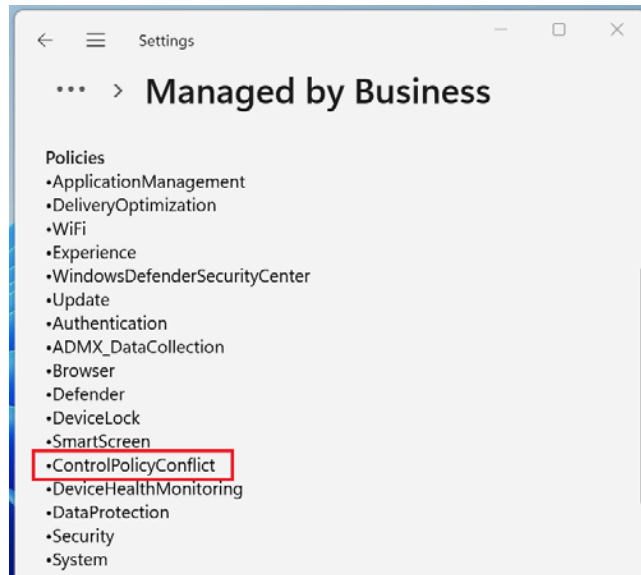 Settings
... > Managed by Business
Policies
•ApplicationManagement
•DeliveryOptimization
•WiFi
•Experience
•WindowsDefenderSecurityCenter
•Update
•Authentication
•ADMX_DataCollection
•Browser
•Defender
•DeviceLock
•SmartScreen
•ControlPolicyConflict
•DeviceHealthMonitoring
•DataProtection
•Security
•System